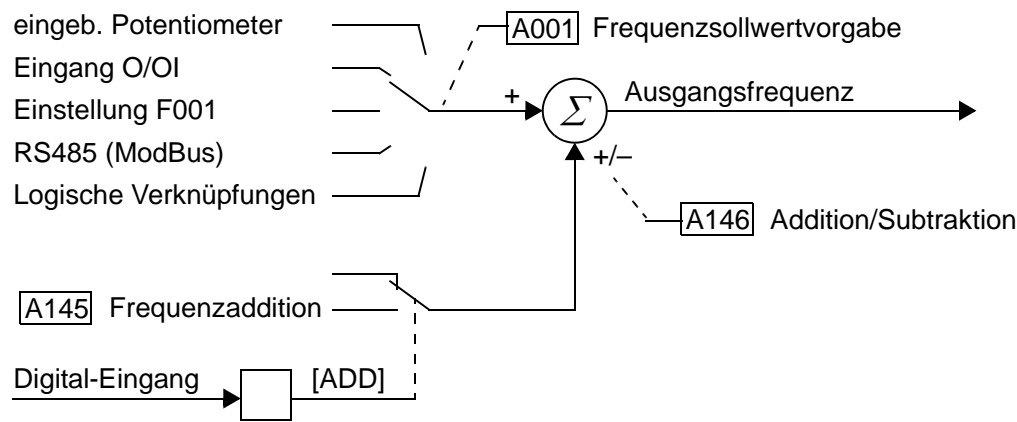 eingeb. Potentiometer
A001 Frequenzsollwertvorgabe
Eingang O/OI
Einstellung F001
+
Σ
Ausgangsfrequenz
RS485 (ModBus)
+/−
Logische Verknüpfungen
A146 Addition/Subtraktion
A145 Frequenzaddition
Digital-Eingang
[ADD]